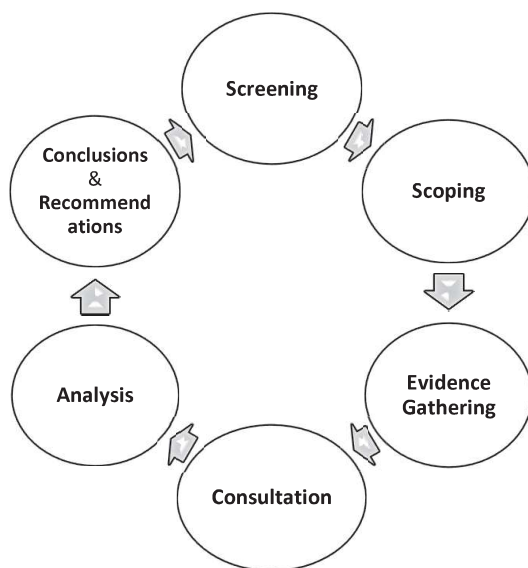 Screening
Scoping
Evidence
Gathering
Consultation
Analysis
Conclusions
&
Recommend
ations